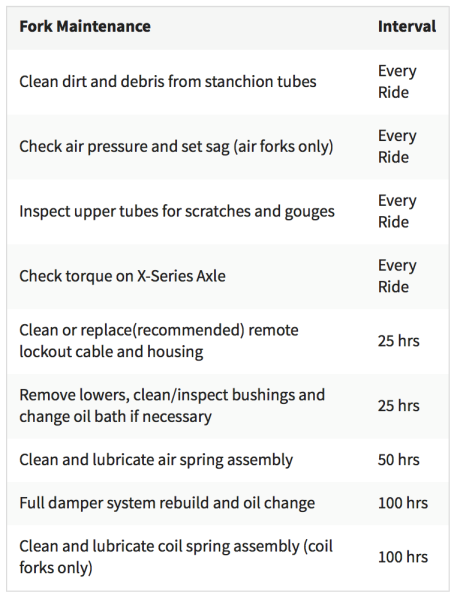 Fork Maintenance Interval
Clean dirt and debris from stanchion tubes Every
Ride
Check air pressure and set sag (air forks only) Every
Ride
Inspect upper tubes for scratches and gouges Every
Ride
Check torque on X-Series Axle Every
Ride
Clean or replace(recommended) remote
lockout cable and housing 25 hrs
Remove lowers, clean/inspect bushings and
change oil bath if necessary 25 hrs
Clean and lubricate air spring assembly 50 hrs
Full damper system rebuild and oil change 100 hrs
Clean and lubricate coil spring assembly (coil
forks only) 100 hrs